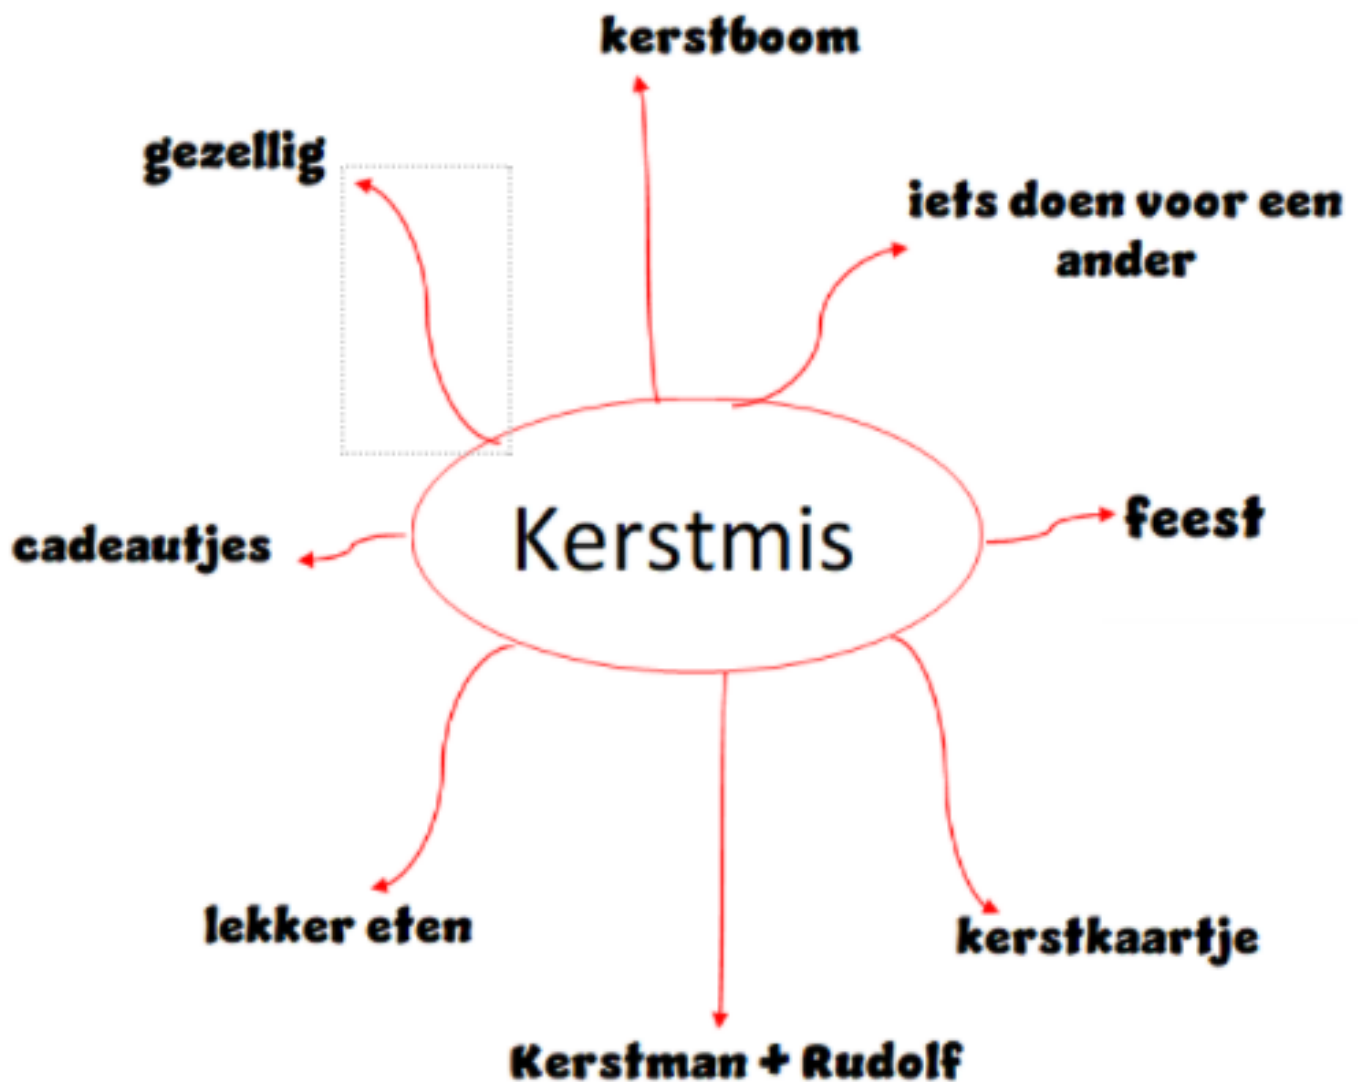 kerstboom
gezellig
iets doen voor een
ander
feest
Kerstmis
cadeautjes
lekker eten
kerstkaartje
Kerstman + Rudolf